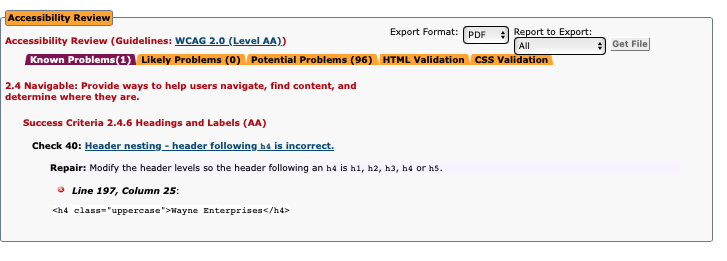 Accessibility Review
Export Format: PDF Report to Export:
Accessibility Review (Guidelines: WCAG 2.0 (Level AA))
All Get File
Known Problems(1) Likely Problems (0) Potential Problems (96) HTML Validation CSS Validation
2.4 Navigable: Provide ways to help users navigate, find content, and
determine where they are.
Success Criteria 2.4.6 Headings and Labels (AA)
Check 40: Header nesting - header following h4 is incorrect.
Repair: Modify the header levels so the header following an h4 is h1, h2, h3, h4 or h5.
Line 197, Column 25:
<h4 class="uppercase">Wayne Enterprises</h4>